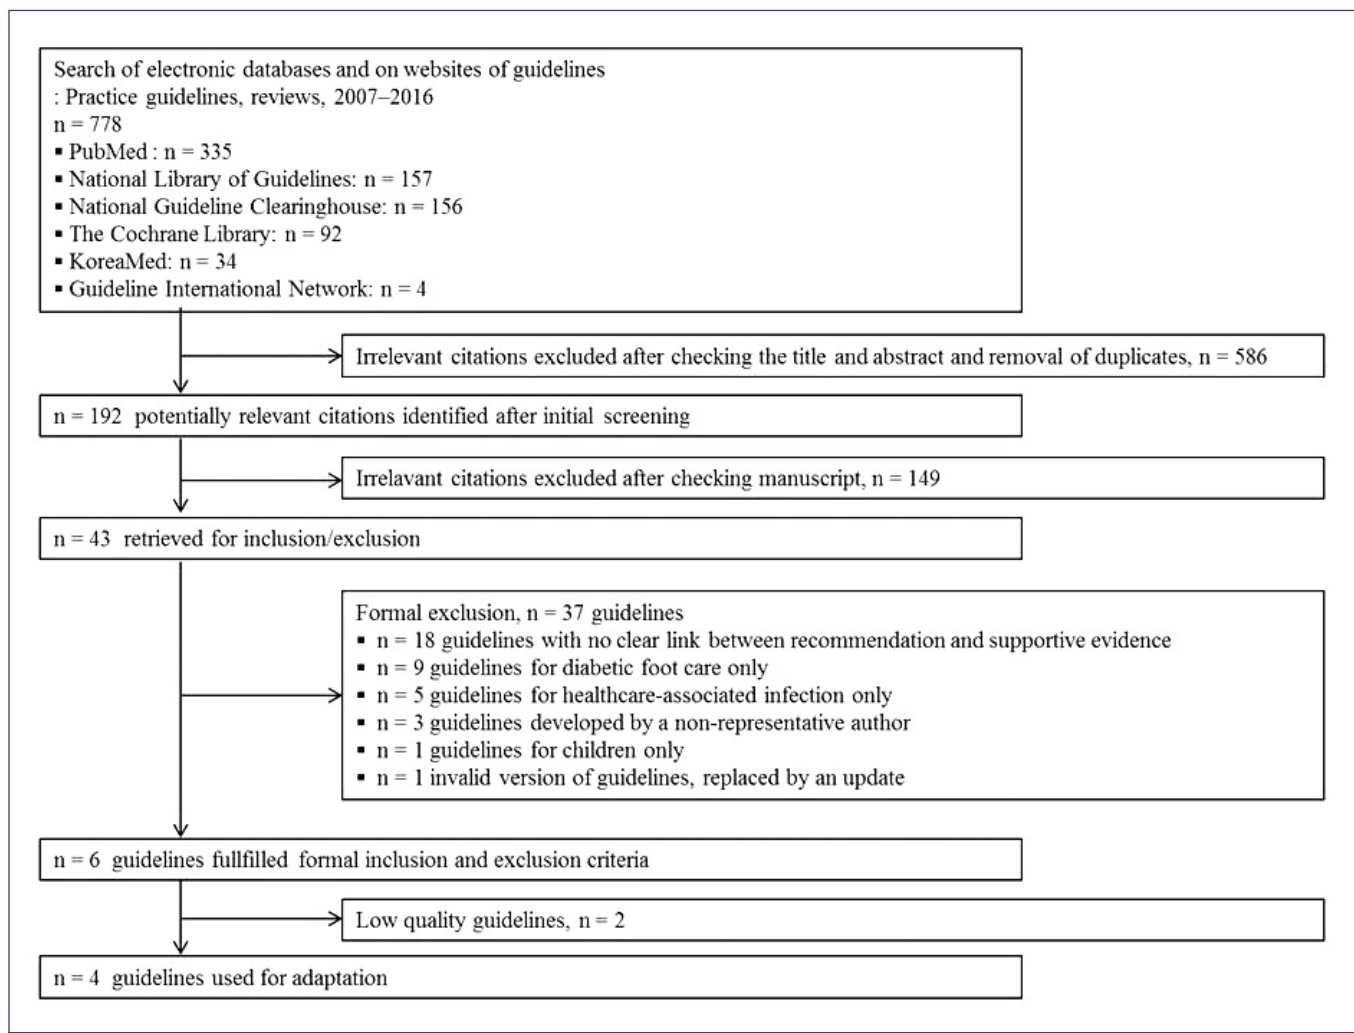 Search of electronic databases and on websites of guidelines
: Practice guidelines, reviews, 2007–2016
n = 778
▪ PubMed : n = 335
▪ National Library of Guidelines: n = 157
▪ National Guideline Clearinghouse: n = 156
▪ The Cochrane Library: n = 92
▪ KoreaMed: n = 34
▪ Guideline International Network: n = 4
Irrelevant citations excluded after checking the title and abstract and removal of duplicates, n = 586
n = 192 potentially relevant citations identified after initial screening
Irrelavant citations excluded after checking manuscript, n = 149
n = 43 retrieved for inclusion/exclusion
Formal exclusion, n = 37 guidelines
▪ n = 18 guidelines with no clear link between recommendation and supportive evidence
▪ n = 9 guidelines for diabetic foot care only
▪ n = 5 guidelines for healthcare-associated infection only
▪ n = 3 guidelines developed by a non-representative author
▪ n = 1 guidelines for children only
▪ n = 1 invalid version of guidelines, replaced by an update
n = 6 guidelines fullfilled formal inclusion and exclusion criteria
Low quality guidelines, n = 2
n = 4 guidelines used for adaptation